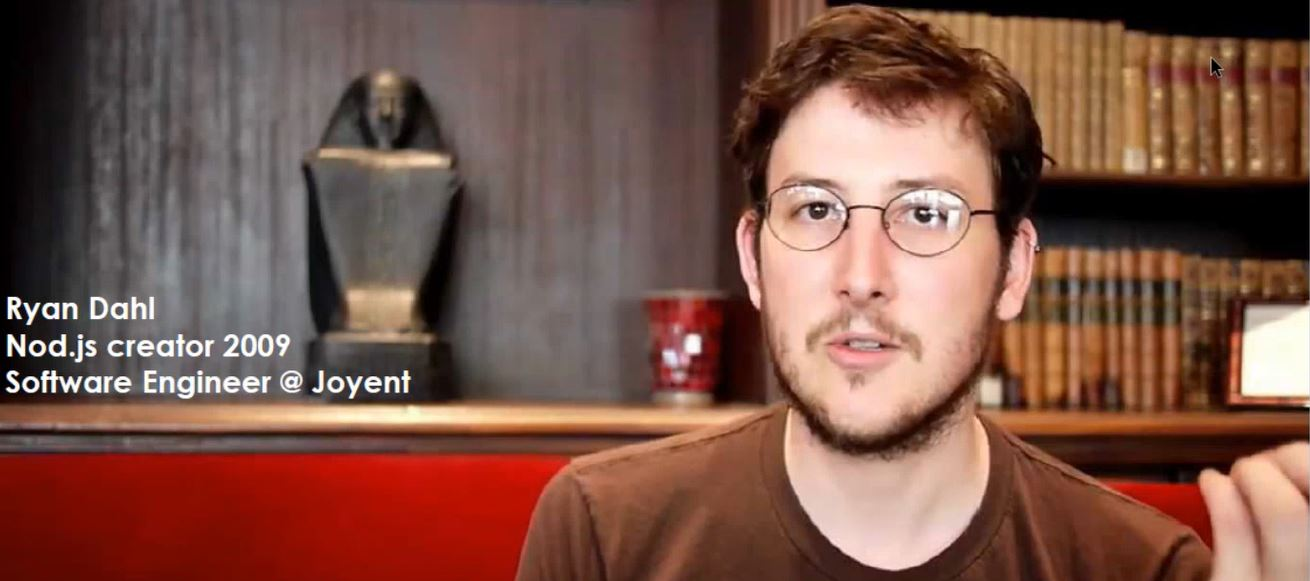 Ryan Dahl
Nod.js creator 2009
Software Engineer @ Joyent